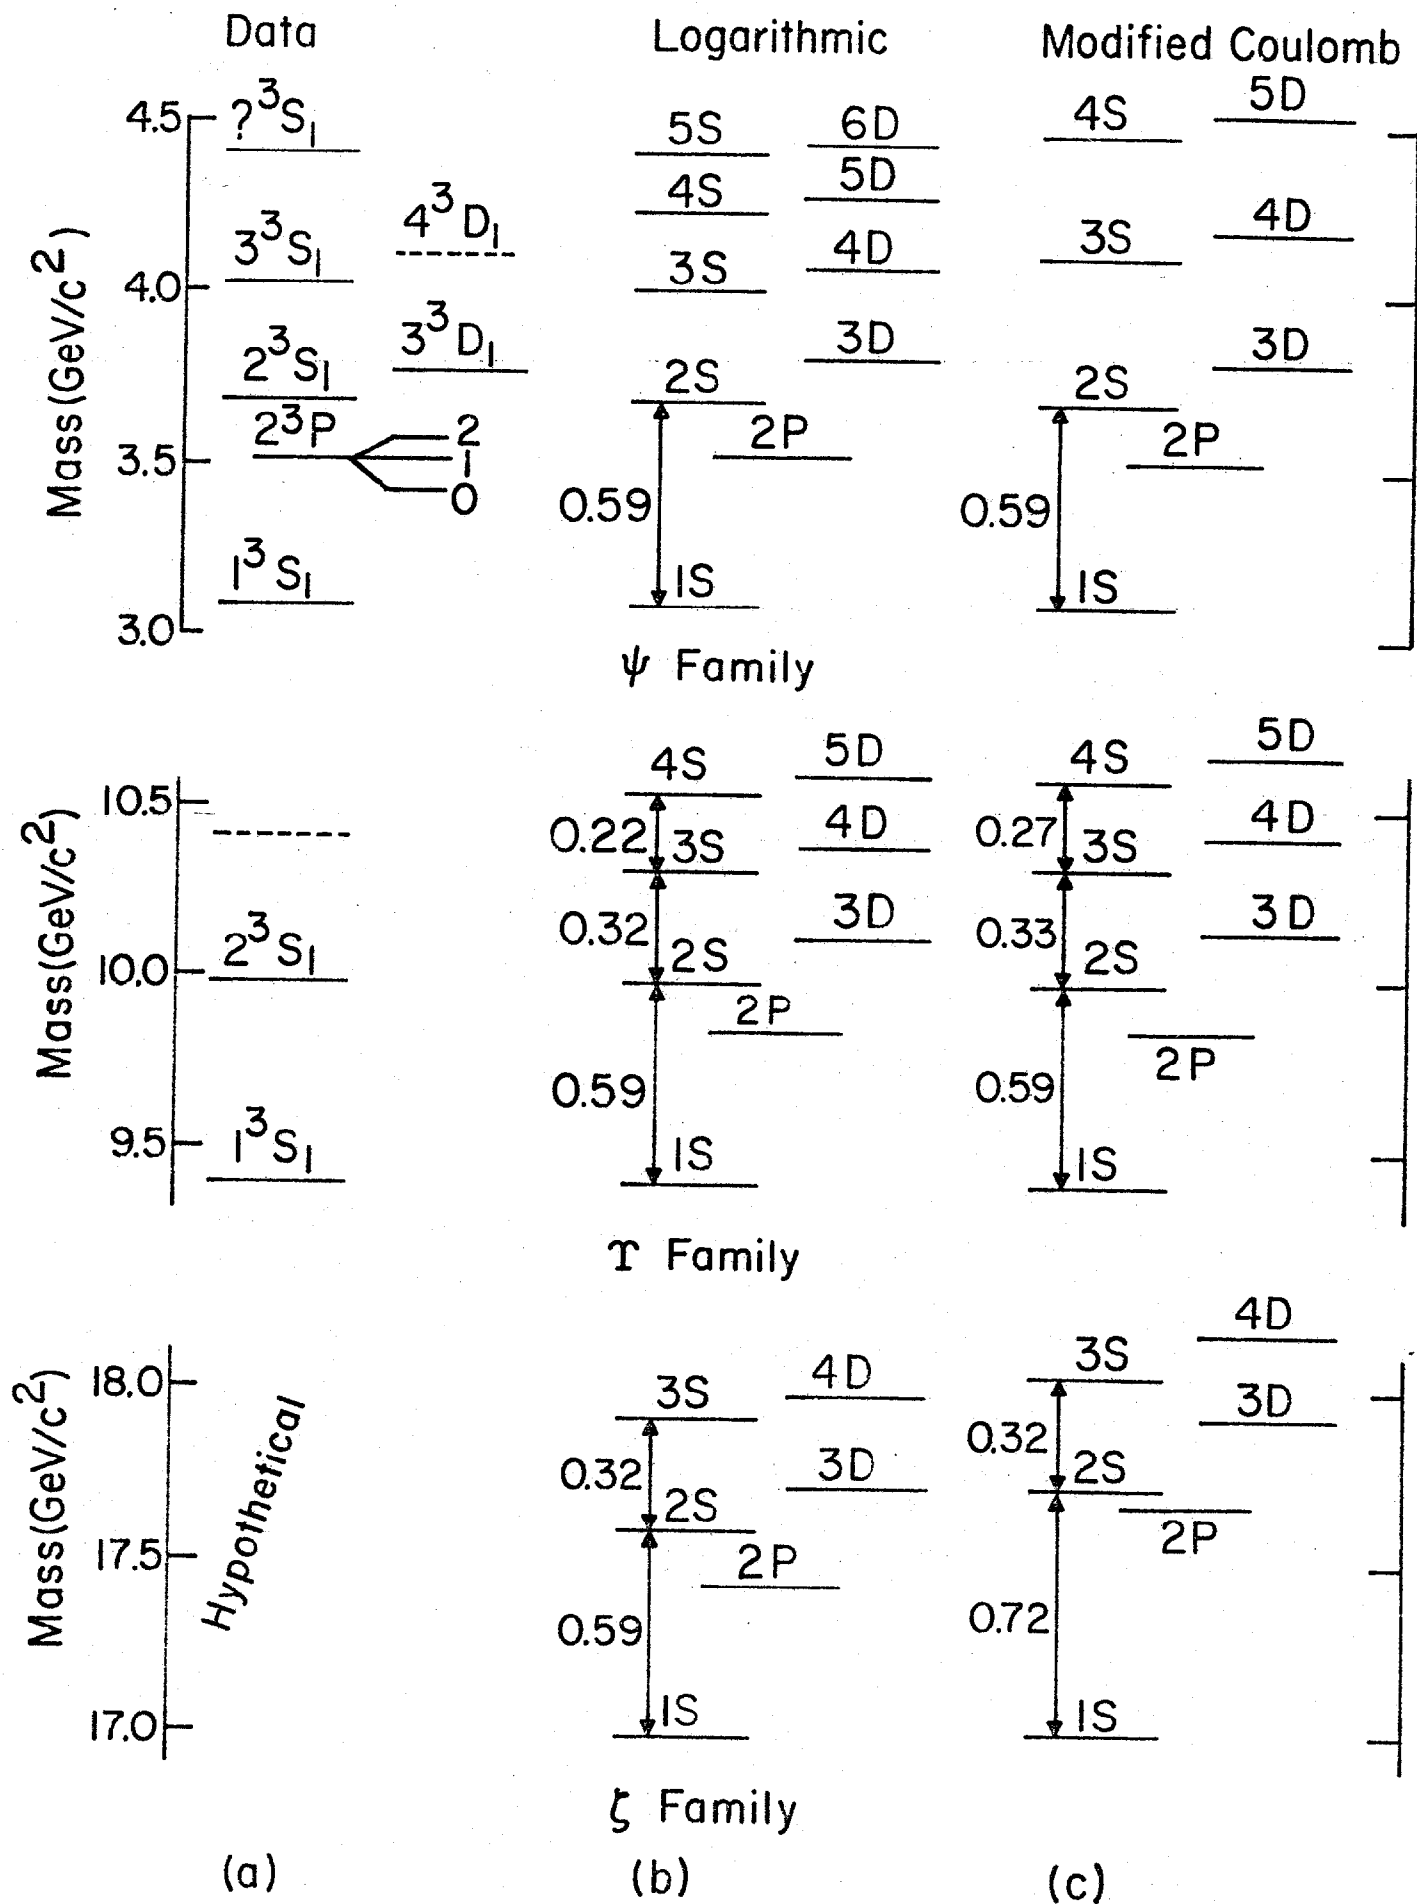 Data Logarithmic Modified Coulomb
Mass(GeV/c²)
4.5
4.0
3.5
3.0
?³S₁
4³D₁
3³S₁
3³D₁
2³S₁
2³P
2
1
0
1³S₁
5S 6D
4S 5D
3S 4D
3D
2S
2P
0.59
1S
4S 5D
3S 4D
3D
2S
2P
0.59
1S
ψ Family
Mass(GeV/c²)
10.5
10.0
9.5
2³S₁
1³S₁
4S 5D
0.22 3S 4D
0.32 2S 3D
2P
0.59
1S
4S 5D
0.27 3S 4D
0.33 2S 3D
2P
0.59
1S
ϒ Family
Mass(GeV/c²)
18.0
17.5
17.0
Hypothetical
3S 4D
0.32 2S 3D
2P
0.59
1S
3S 4D
0.32 2S 3D
2P
0.72
1S
ζ Family
(a) (b) (c)